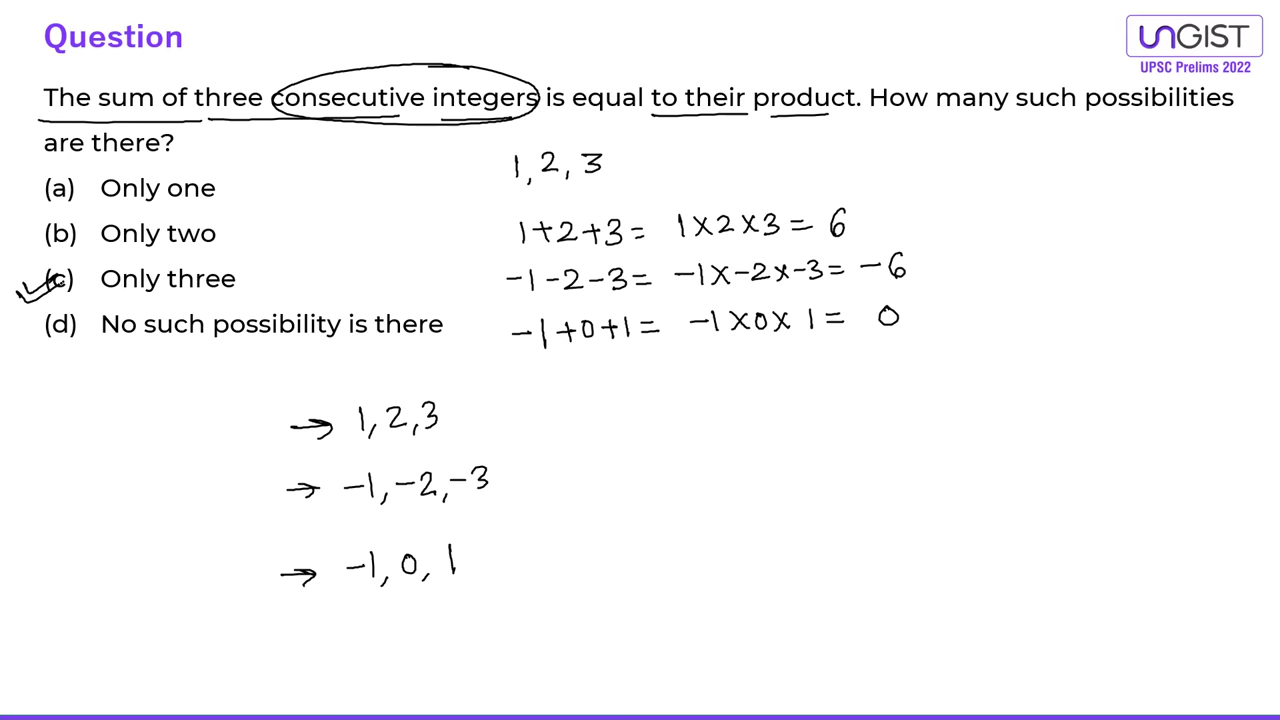 Question
UNGIST
UPSC Prelims 2022
The sum of three consecutive integers is equal to their product. How many such possibilities
are there?
1, 2, 3
(a) Only one
(b) Only two
1+2+3= 1×2×3= 6
(c) Only three
-1-2-3= -1×-2×-3= -6
(d) No such possibility is there
-1+0+1= -1×0×1= 0
→ 1, 2, 3
→ -1, -2, -3
→ -1, 0, 1